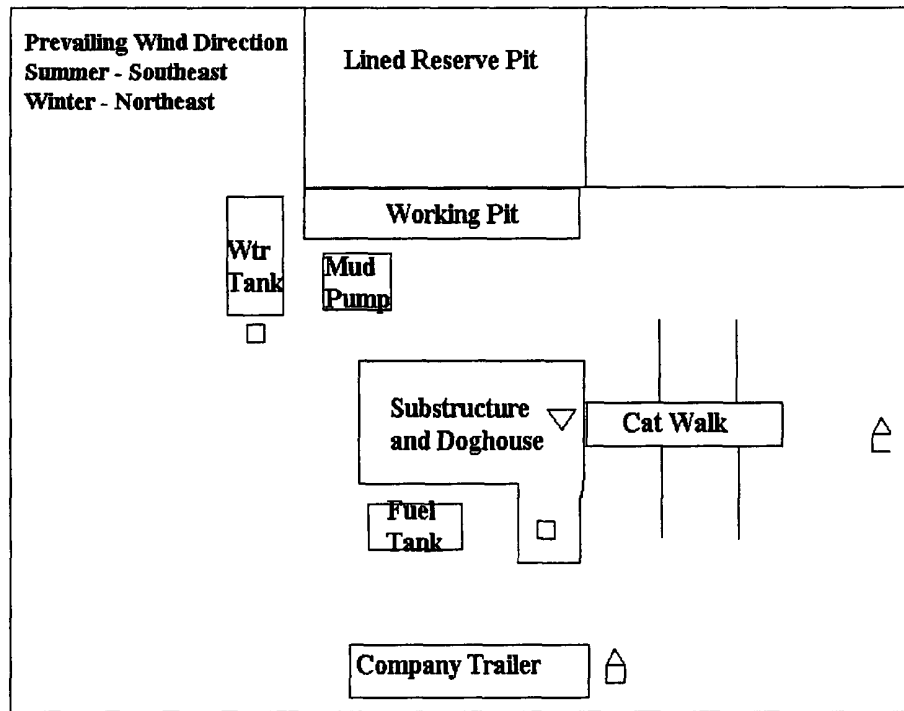 Prevailing Wind Direction
Summer - Southeast
Winter - Northeast
Lined Reserve Pit
Working Pit
Wtr
Tank
Mud
Pump
Substructure
and Doghouse
Cat Walk
Fuel
Tank
Company Trailer